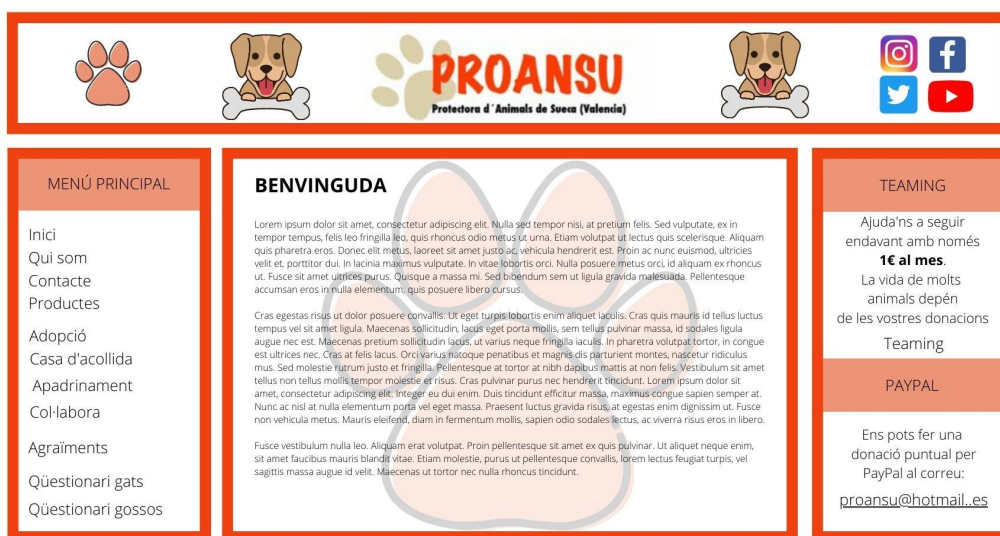 PROANSU
Protectora d´Animals de Sueca (Valencia)
MENÚ PRINCIPAL
Inici
Qui som
Contacte
Productes
Adopció
Casa d'acollida
Apadrinament
Col·labora
Agraïments
Qüestionari gats
Qüestionari gossos
BENVINGUDA
Lorem ipsum dolor sit amet, consectetur adipiscing elit. Nulla sed tempor nisi, at pretium felis. Sed vulputate, ex in
tempor tempus, felis leo fringilla leo, quis rhoncus odio metus ut urna. Etiam volutpat ut lectus quis scelerisque. Aliquam
quis pharetra eros. Donec elit metus, laoreet sit amet justo ac, vehicula hendrerit est. Proin ac nunc euismod, ultricies
velit et, porttitor dui. In lacinia maximus vulputate. In vitae lobortis orci. Nulla posuere metus orci, id aliquam ex rhoncus
ut. Fusce sit amet ultrices purus. Quisque a massa mi. Sed bibendum sem ut ligula gravida malesuada. Pellentesque
accumsan eros in nulla elementum, quis posuere libero cursus.
Cras egestas risus ut dolor posuere convallis. Ut eget turpis lobortis enim aliquet iaculis. Cras quis mauris id tellus luctus
tempus vel sit amet ligula. Maecenas sollicitudin, lacus eget porta mollis, sem tellus pulvinar massa, id sodales ligula
augue nec est. Maecenas pretium sollicitudin lacus, ut varius neque fringilla iaculis. In pharetra volutpat tortor, in congue
est ultrices nec. Cras at felis lacus. Orci varius natoque penatibus et magnis dis parturient montes, nascetur ridiculus
mus. Sed molestie rutrum justo et fringilla. Pellentesque at tortor at nibh dapibus mattis at non felis. Vestibulum sit amet
tellus non tellus mollis tempor molestie et risus. Cras pulvinar purus nec hendrerit tincidunt. Lorem ipsum dolor sit
amet, consectetur adipiscing elit. Integer eu dui enim. Duis tincidunt efficitur massa, maximus congue sapien semper at.
Nunc ac nisl at nulla elementum porta vel eget massa. Praesent luctus gravida risus, at egestas enim dignissim ut. Fusce
non vehicula metus. Mauris eleifend, diam in fermentum mollis, sapien odio sodales lectus, ac viverra risus eros in libero.
Fusce vestibulum nulla leo. Aliquam erat volutpat. Proin pellentesque sit amet ex quis pulvinar. Ut aliquet neque enim,
sit amet faucibus mauris blandit vitae. Etiam molestie, purus ut pellentesque convallis, lorem lectus feugiat turpis, vel
sagittis massa augue id velit. Maecenas ut tortor nec nulla rhoncus tincidunt.
TEAMING
Ajuda'ns a seguir
endavant amb només
1€ al mes.
La vida de molts
animals depén
de les vostres donacions
Teaming
PAYPAL
Ens pots fer una
donació puntual per
PayPal al correu:
proansu@hotmail..es